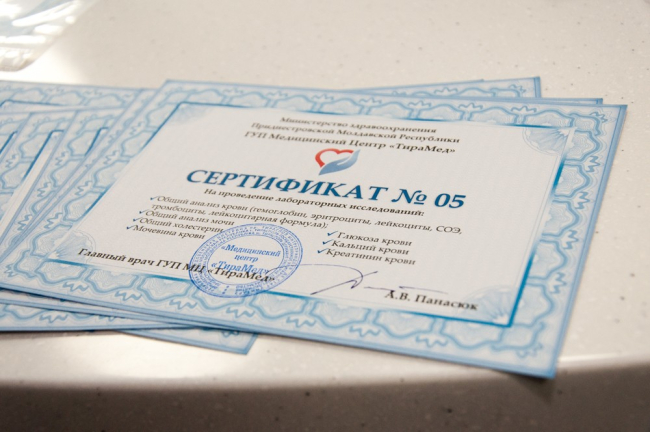 Министерство здравоохранения
Приднестровской Молдавской Республики
ГУП Медицинский Центр «ТираМед»
СЕРТИФИКАТ № 05
На проведение лабораторных исследований:
✓Общий анализ крови (гемоглобин, эритроциты, лейкоциты, СОЭ,
тромбоциты, лейкоцитарная формула);
✓Общий анализ мочи
✓Общий холестерин
✓Мочевина крови
✓Глюкоза крови
✓Кальций крови
✓Креатинин крови
«Медицинский
центр
«ТираМед»
Главный врач ГУП МЦ «ТираМед»
А.В. Панасюк